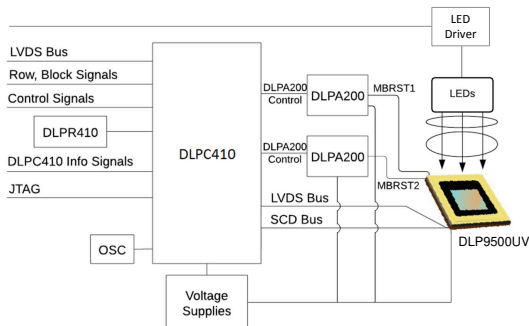 LED
Driver
LVDS Bus
Row, Block Signals
Control Signals
DLPR410
DLPC410 Info Signals
JTAG
OSC
DLPC410
Voltage
Supplies
DLPA200
Control
DLPA200
MBRST1
DLPA200
Control
DLPA200
MBRST2
LVDS Bus
SCD Bus
LEDs
DLP9500UV